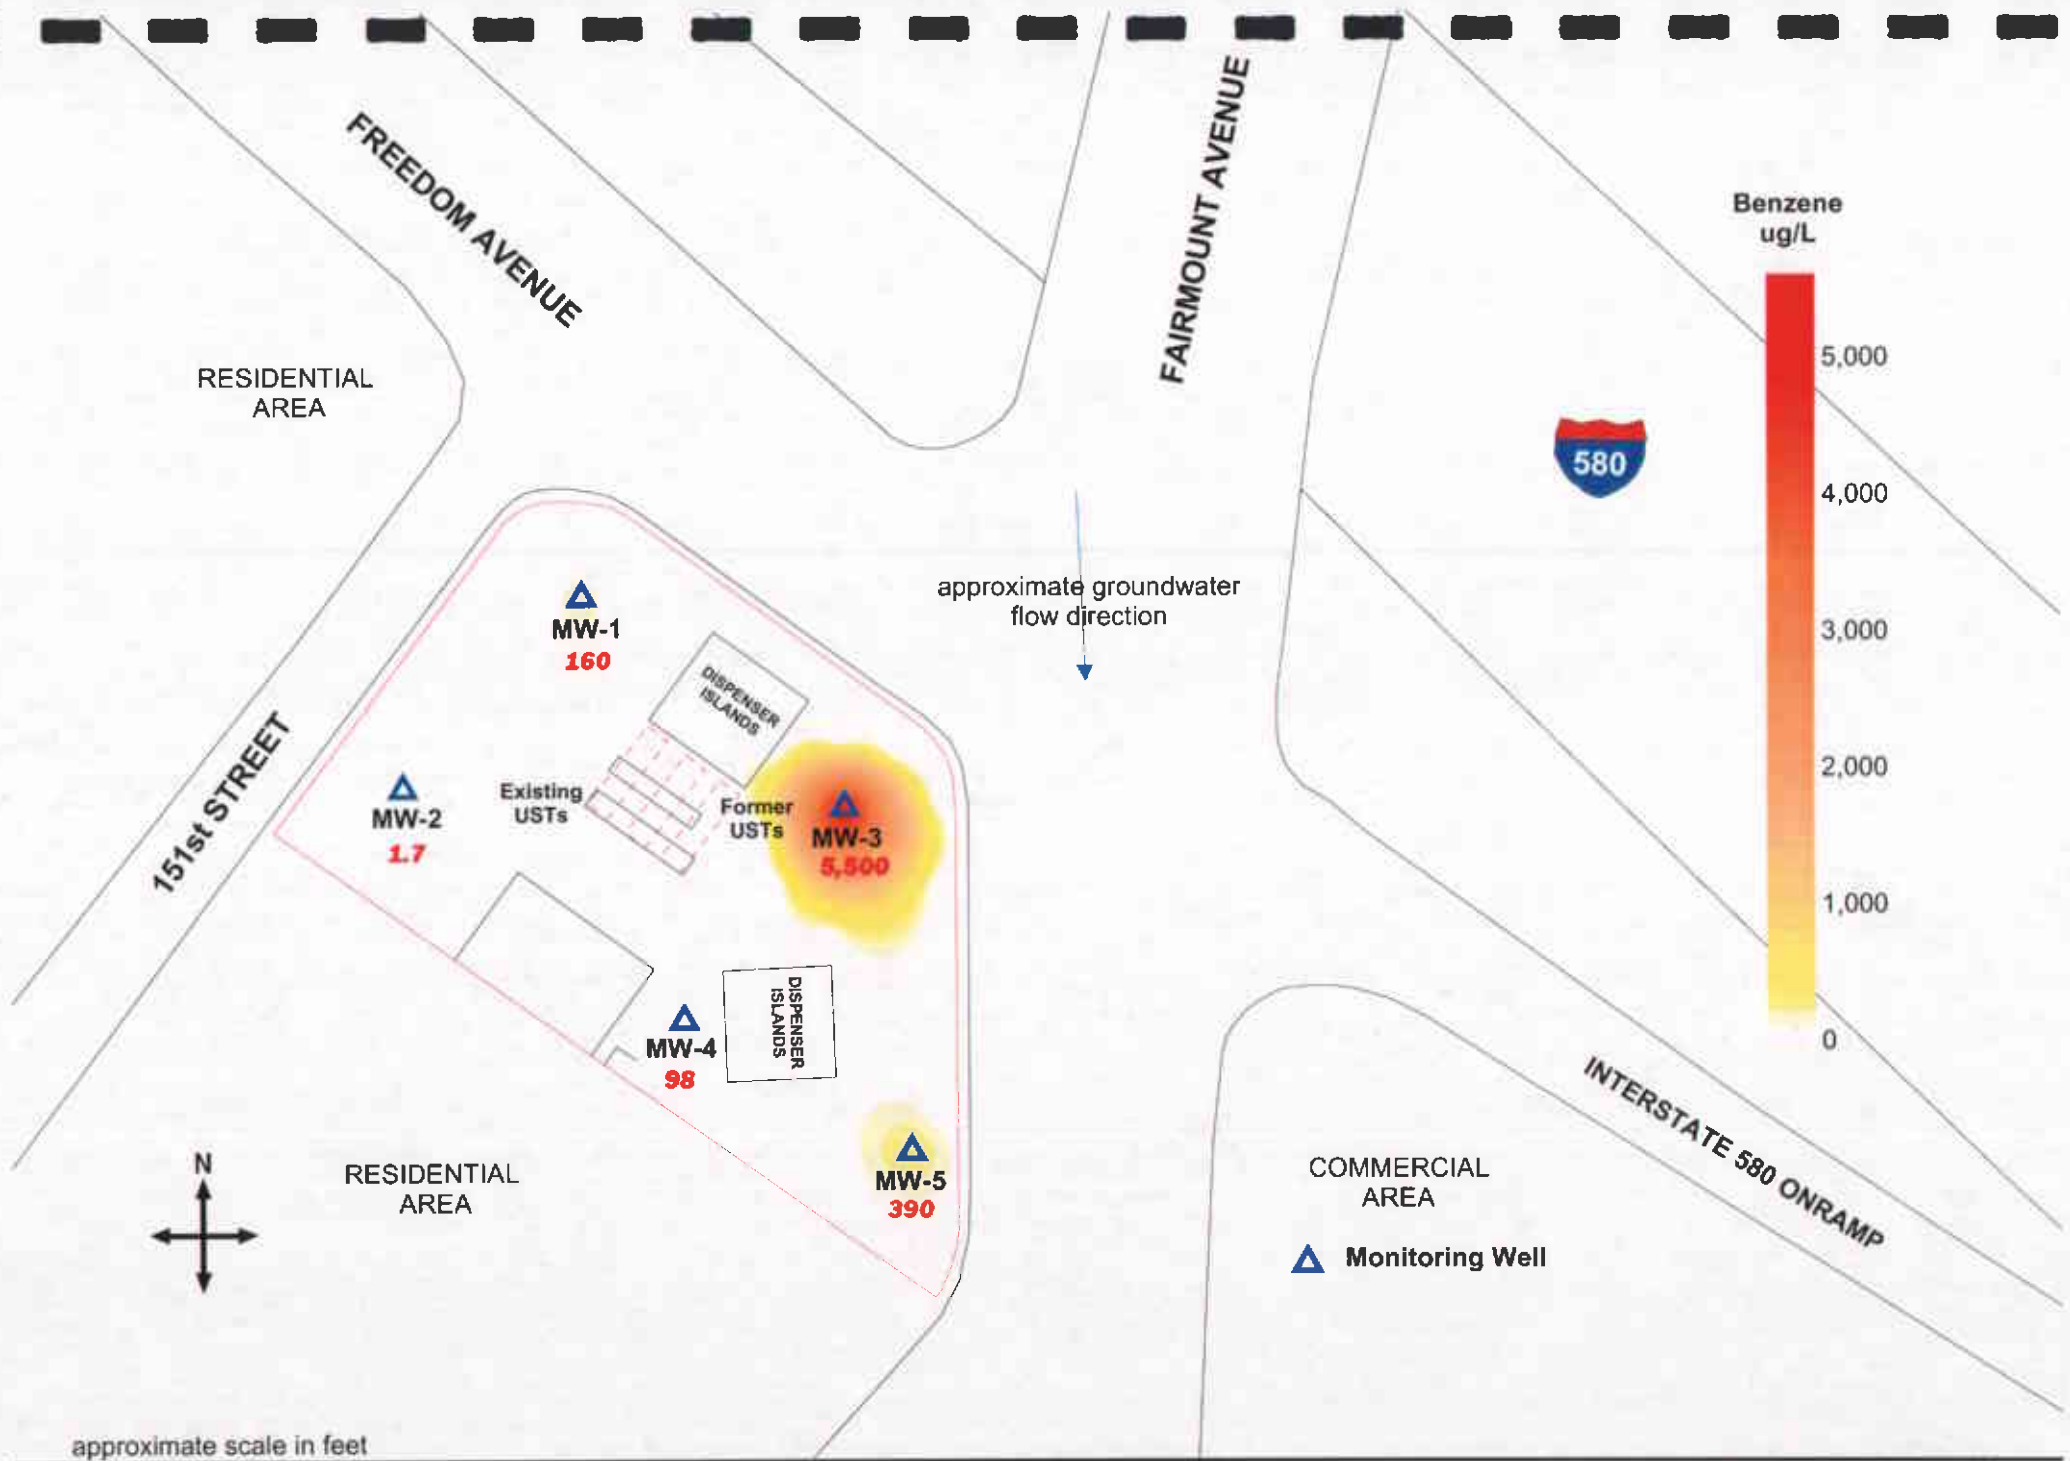 FREEDOM AVENUE
FAIRMOUNT AVENUE
Benzene
ug/L
5,000
4,000
3,000
2,000
1,000
0
RESIDENTIAL
AREA
580
approximate groundwater
flow direction
MW-1
160
DISPENSER
ISLANDS
151st STREET
MW-2
1.7
Existing
USTs
Former
USTs
MW-3
5,500
MW-4
98
DISPENSER
ISLANDS
MW-5
390
N
RESIDENTIAL
AREA
COMMERCIAL
AREA
INTERSTATE 580 ONRAMP
Monitoring Well
approximate scale in feet